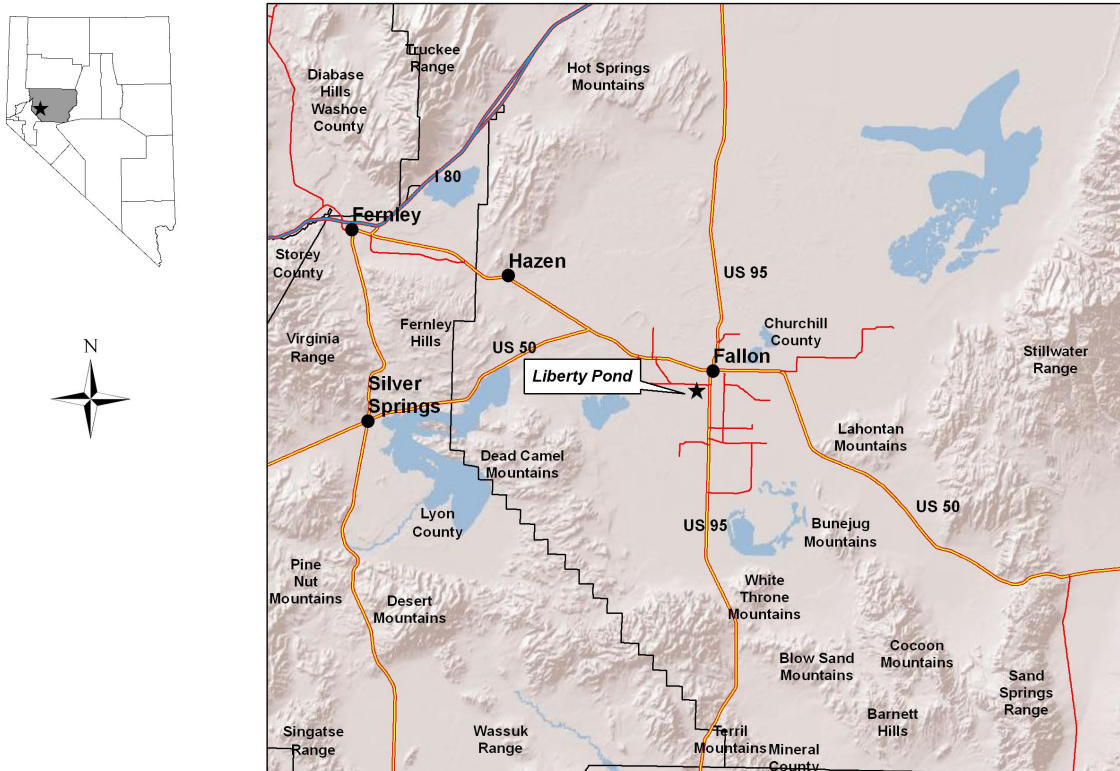 Truckee
Range
Diabase
Hills
Washoe
County
Hot Springs
Mountains
I 80
Fernley
Storey
County
Hazen
US 95
Virginia
Range
Fernley
Hills
US 50
Churchill
County
Fallon
Stillwater
Range
N
Liberty Pond
Silver
Springs
Lahontan
Mountains
Dead Camel
Mountains
Lyon
County
US 95
Bunejug
Mountains
US 50
Pine
Nut
Mountains
Desert
Mountains
White
Throne
Mountains
Blow Sand
Mountains
Cocoon
Mountains
Sand
Springs
Range
Barnett
Hills
Singatse
Range
Wassuk
Range
Terril
Mountains
Mineral
County